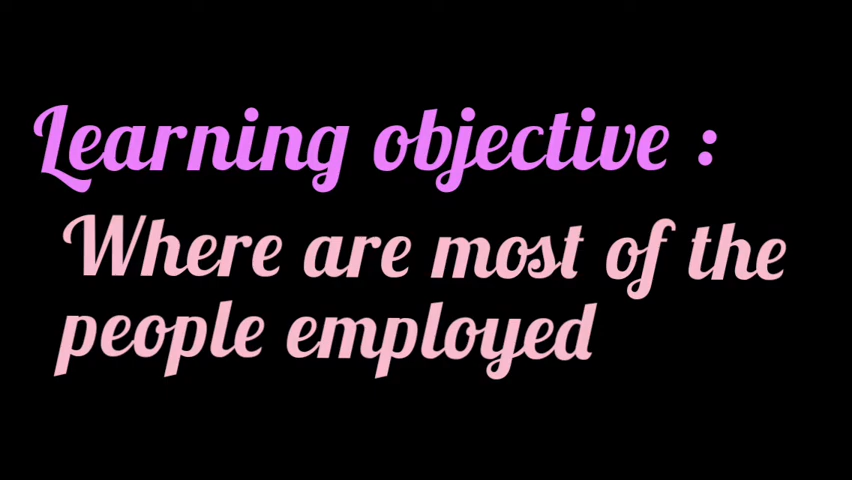 Learning objective :
Where are most of the
people employed